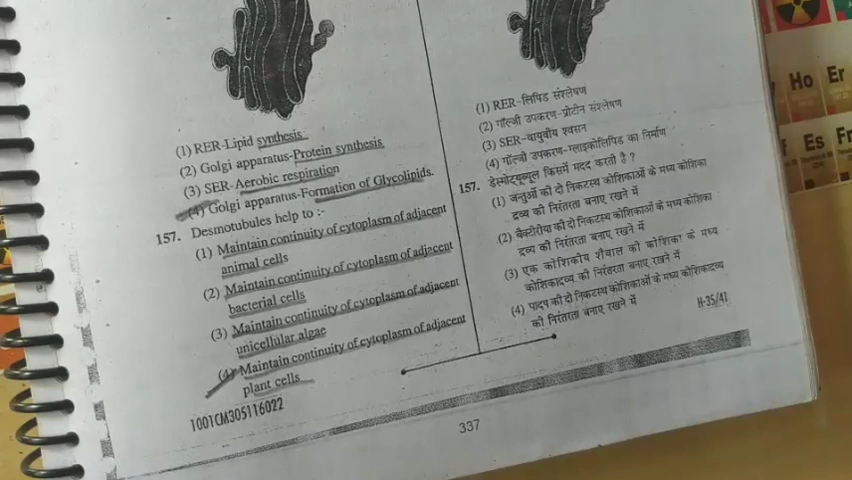 (1) RER-Lipid synthesis
(2) Golgi apparatus-Protein synthesis
(3) SER-Aerobic respiration
(4) Golgi apparatus-Formation of Glycolipids.
157. Desmotubules help to :-
(1) Maintain continuity of cytoplasm of adjacent
animal cells
(2) Maintain continuity of cytoplasm of adjacent
bacterial cells
(3) Maintain continuity of cytoplasm of adjacent
unicellular algae
(4) Maintain continuity of cytoplasm of adjacent
plant cells
1001CM305116022
(1) RER-लिपिड संश्लेषण
(2) गॉल्जी उपकरण-प्रोटीन संश्लेषण
(3) SER-वायुवीय श्वसन
(4) गॉल्जी उपकरण-ग्लाइकोलिपिड का निर्माण
157. डेस्मोट्यूब्यूल किसमें मदद करती है ?
(1) जन्तुओं की दो निकटस्थ कोशिकाओं के मध्य कोशिका
द्रव्य की निरंतरता बनाए रखने में
(2) बैक्टीरीया की दो निकटस्थ कोशिकाओं के मध्य कोशिका
द्रव्य की निरंतरता बनाए रखने में
(3) एक कोशिकीय शैवाल की कोशिका के मध्य
कोशिकाद्रव्य की निरंतरता बनाए रखने में
(4) पादप की दो निकटस्थ कोशिकाओं के मध्य कोशिकाद्रव्य
की निरंतरता बनाए रखने में
H-35/41
337
Ho Er
Es Fr